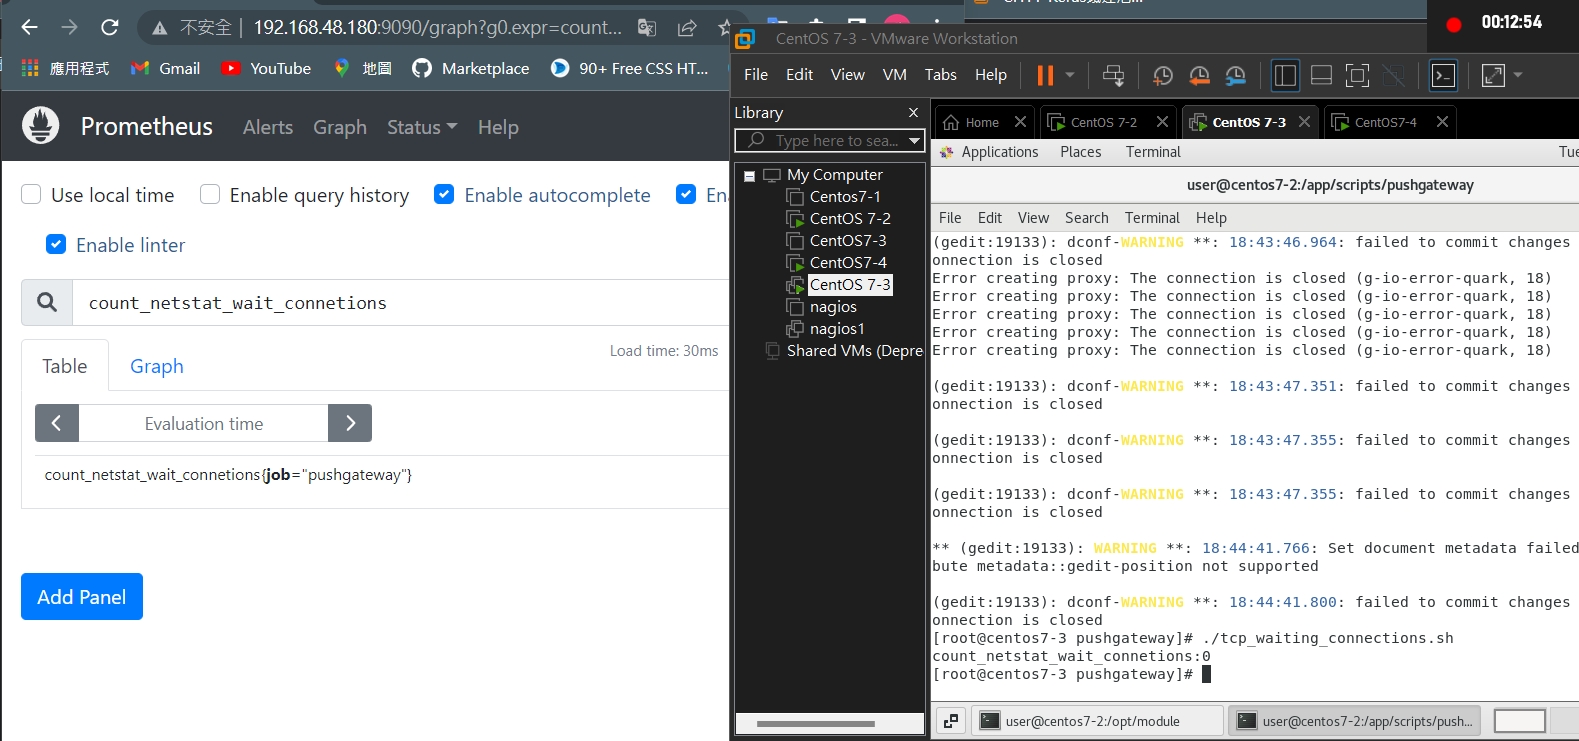 不安全 | 192.168.48.180:9090/graph?g0.expr=count...
應用程式 Gmail YouTube 地圖 Marketplace 90+ Free CSS HT...
Prometheus Alerts Graph Status Help
Use local time Enable query history Enable autocomplete En
Enable linter
count_netstat_wait_connetions
Load time: 30ms
Table Graph
Evaluation time
count_netstat_wait_connetions{job="pushgateway"}
Add Panel
00:12:54
CentOS 7-3 - VMware Workstation
File Edit View VM Tabs Help
Library
Type here to sea...
My Computer
Centos7-1
CentOS 7-2
CentOS7-3
CentOS7-4
CentOS 7-3
nagios
nagios1
Shared VMs (Depre
Home CentOS 7-2 CentOS 7-3 CentOS7-4
Applications Places Terminal Tue
user@centos7-2:/app/scripts/pushgateway
File Edit View Search Terminal Help
(gedit:19133): dconf-WARNING **: 18:43:46.964: failed to commit changes
onnection is closed
Error creating proxy: The connection is closed (g-io-error-quark, 18)
Error creating proxy: The connection is closed (g-io-error-quark, 18)
Error creating proxy: The connection is closed (g-io-error-quark, 18)
Error creating proxy: The connection is closed (g-io-error-quark, 18)
Error creating proxy: The connection is closed (g-io-error-quark, 18)
(gedit:19133): dconf-WARNING **: 18:43:47.351: failed to commit changes
onnection is closed
(gedit:19133): dconf-WARNING **: 18:43:47.355: failed to commit changes
onnection is closed
(gedit:19133): dconf-WARNING **: 18:43:47.355: failed to commit changes
onnection is closed
** (gedit:19133): WARNING **: 18:44:41.766: Set document metadata failed
bute metadata::gedit-position not supported
(gedit:19133): dconf-WARNING **: 18:44:41.800: failed to commit changes
onnection is closed
[root@centos7-3 pushgateway]# ./tcp_waiting_connections.sh
count_netstat_wait_connetions:0
[root@centos7-3 pushgateway]#
user@centos7-2:/opt/module user@centos7-2:/app/scripts/push...